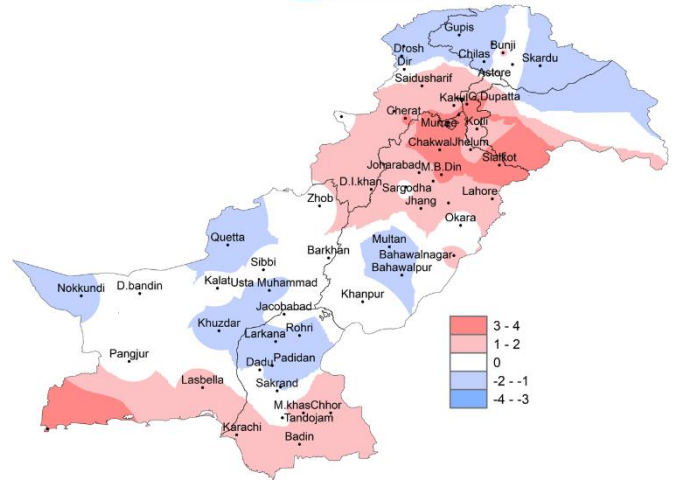 Gupis
Drosh
Bunji
Chilas
Skardu
Dir
Astore
Saidusharif
Kakul
G.Dupatta
Cherat
Murree
Kotli
Chakwal
Jhelum
Sialkot
Joharabad
M.B.Din
D.I.khan
Sargodha
Lahore
Zhob
Jhang
Okara
Quetta
Multan
Barkhan
Bahawalnagar
Sibbi
Bahawalpur
Nokkundi
D.bandin
Kalat
Usta Muhammad
Khanpur
Jacobabad
Khuzdar
Larkana
Rohri
Pangjur
Dadu
Padidan
Lasbella
Sakrand
M.khas
Chhor
Tandojam
Karachi
Badin
3 - 4
1 - 2
0
-2 - -1
-4 - -3